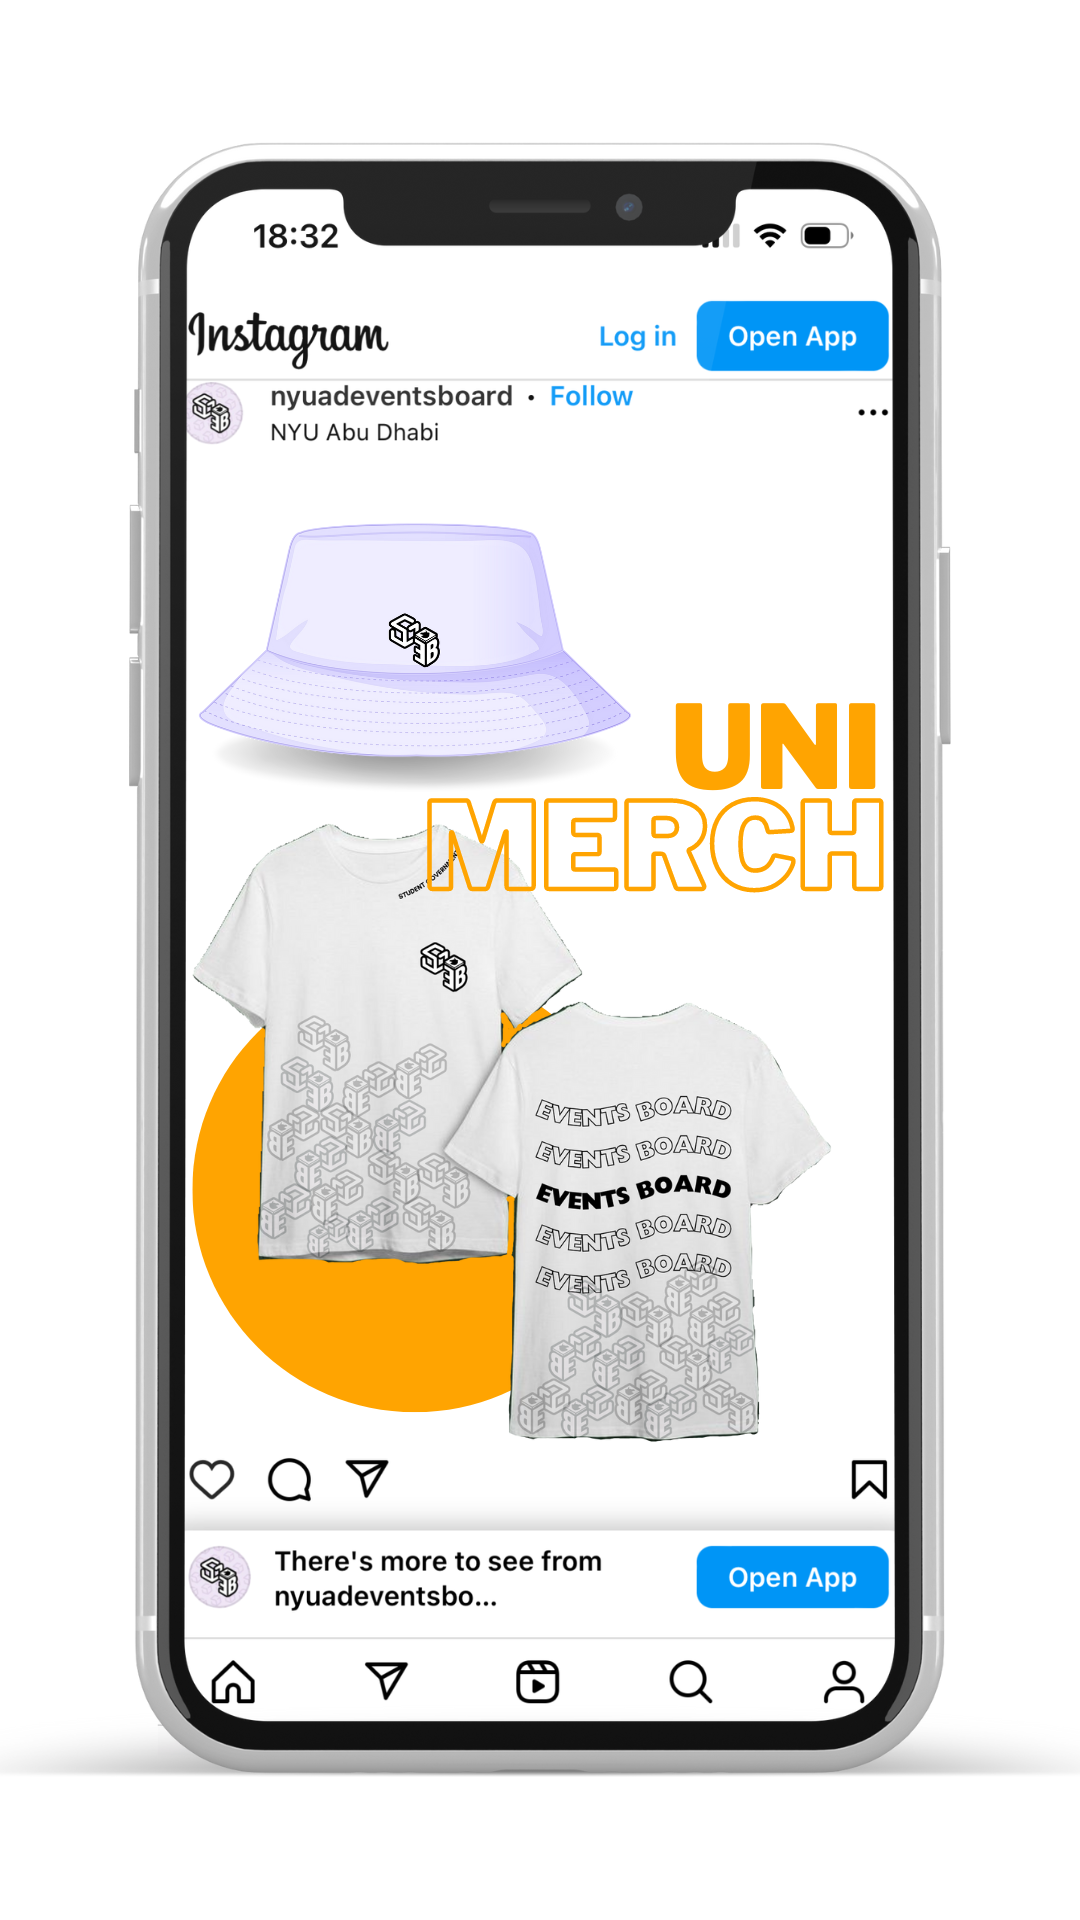 18:32
Instagram
Log in
Open App
nyuadeventsboard • Follow
NYU Abu Dhabi
UNI
MERCH
STUDENT GOVERNMENT
EVENTS BOARD
EVENTS BOARD
EVENTS BOARD
EVENTS BOARD
EVENTS BOARD
There's more to see from
nyuadeventsbo...
Open App